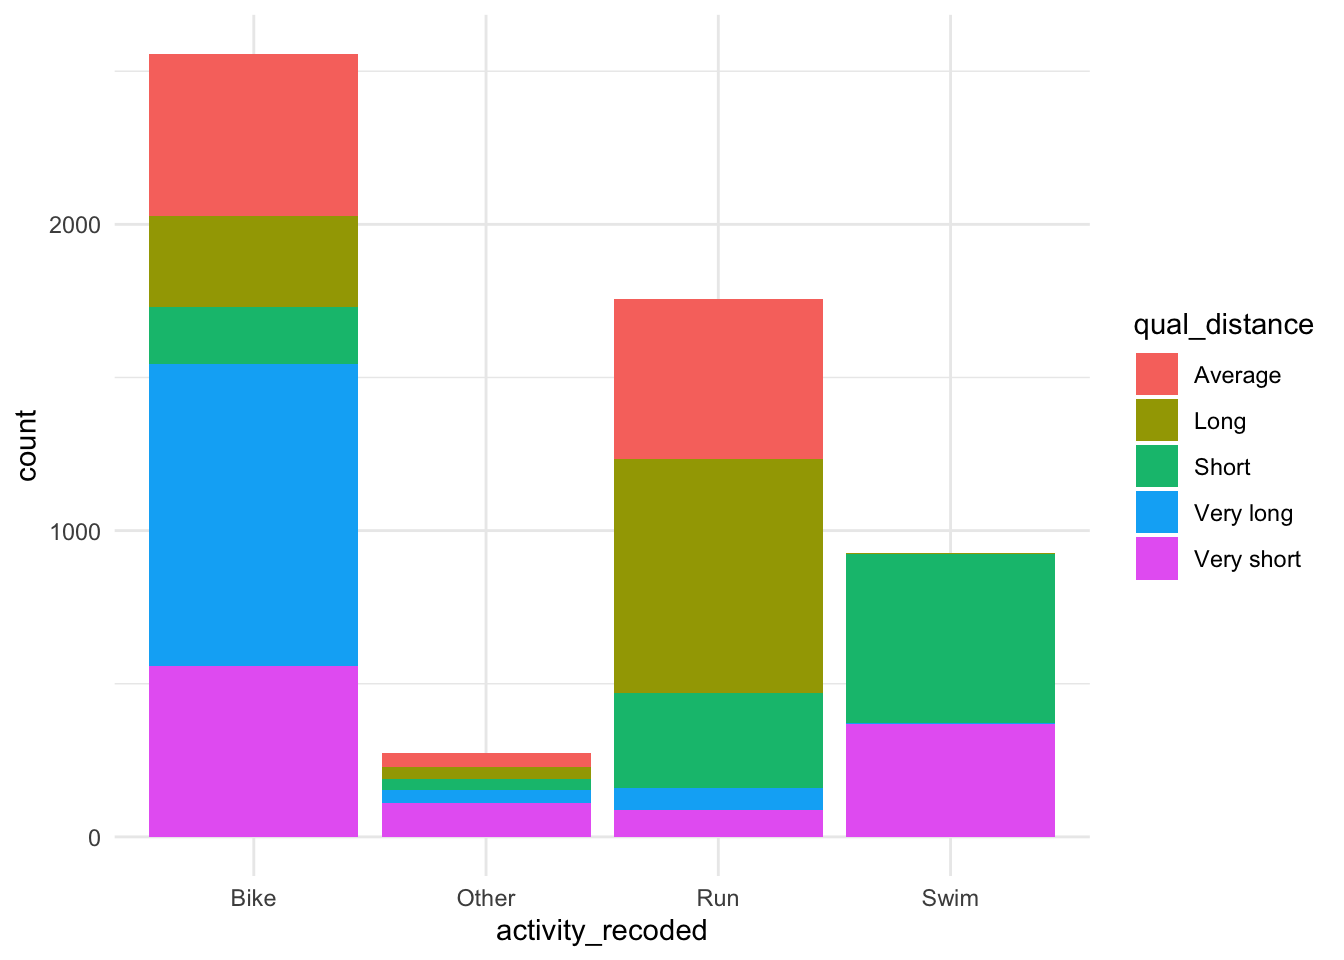 count
2000
1000
0
Bike
Other
Run
Swim
activity_recoded
qual_distance
Average
Long
Short
Very long
Very short